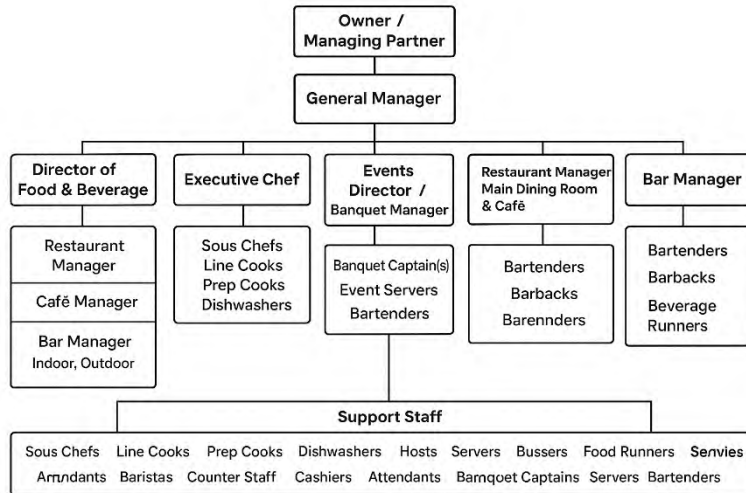 Owner /
Managing Partner
General Manager
Director of
Food & Beverage
Restaurant
Manager
Café Manager
Bar Manager
Indoor, Outdoor
Executive Chef
Sous Chefs
Line Cooks
Prep Cooks
Dishwashers
Events
Director /
Banquet Manager
Banquet Captain(s)
Event Servers
Bartenders
Restaurant Manager
Main Dining Room
& Café
Bartenders
Barbacks
Barennders
Bar Manager
Bartenders
Barbacks
Beverage
Runners
Support Staff
Sous Chefs Line Cooks Prep Cooks Dishwashers Hosts Servers Bussers Food Runners
Baristas Counter Staff Cashiers Attendants Bamqoet Captains Servers Bartenders